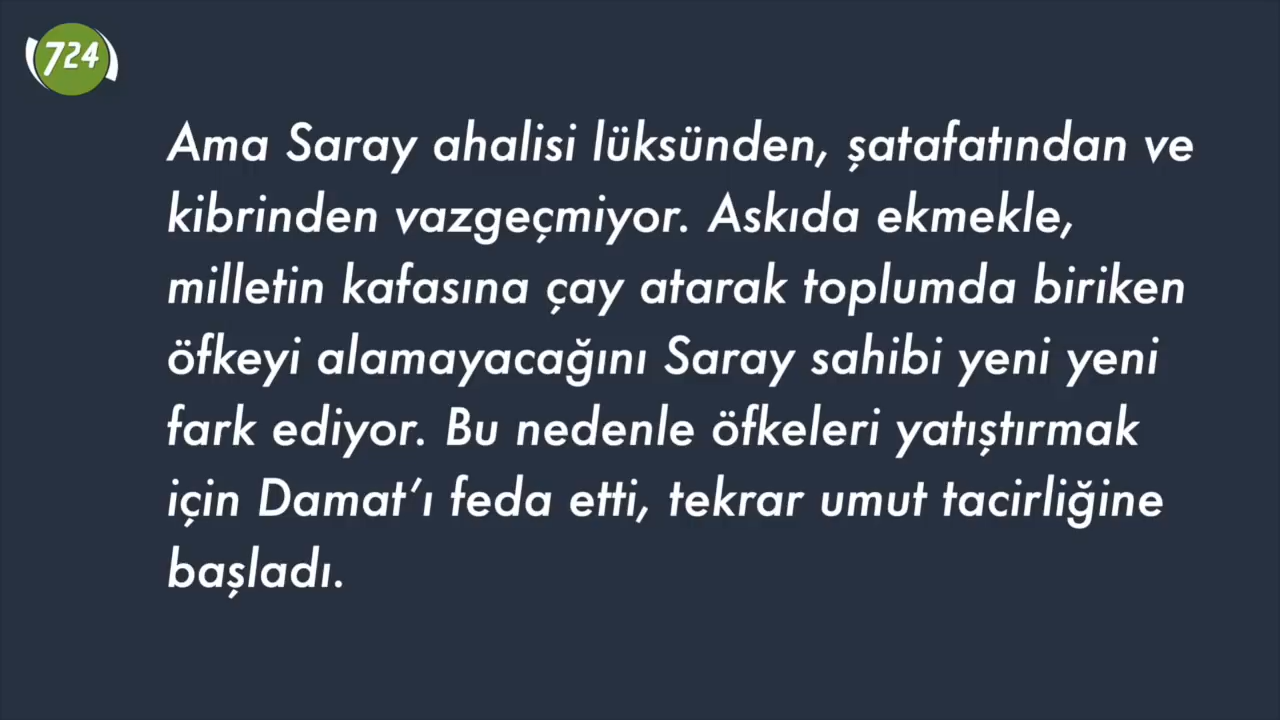 724
Ama Saray ahalisi lüksünden, şatafatından ve
kibrinden vazgeçmiyor. Askıda ekmekle,
milletin kafasına çay atarak toplumda biriken
öfkeyi alamayacağını Saray sahibi yeni yeni
fark ediyor. Bu nedenle öfkeleri yatıştırmak
için Damat’ı feda etti, tekrar umut tacirliğine
başladı.